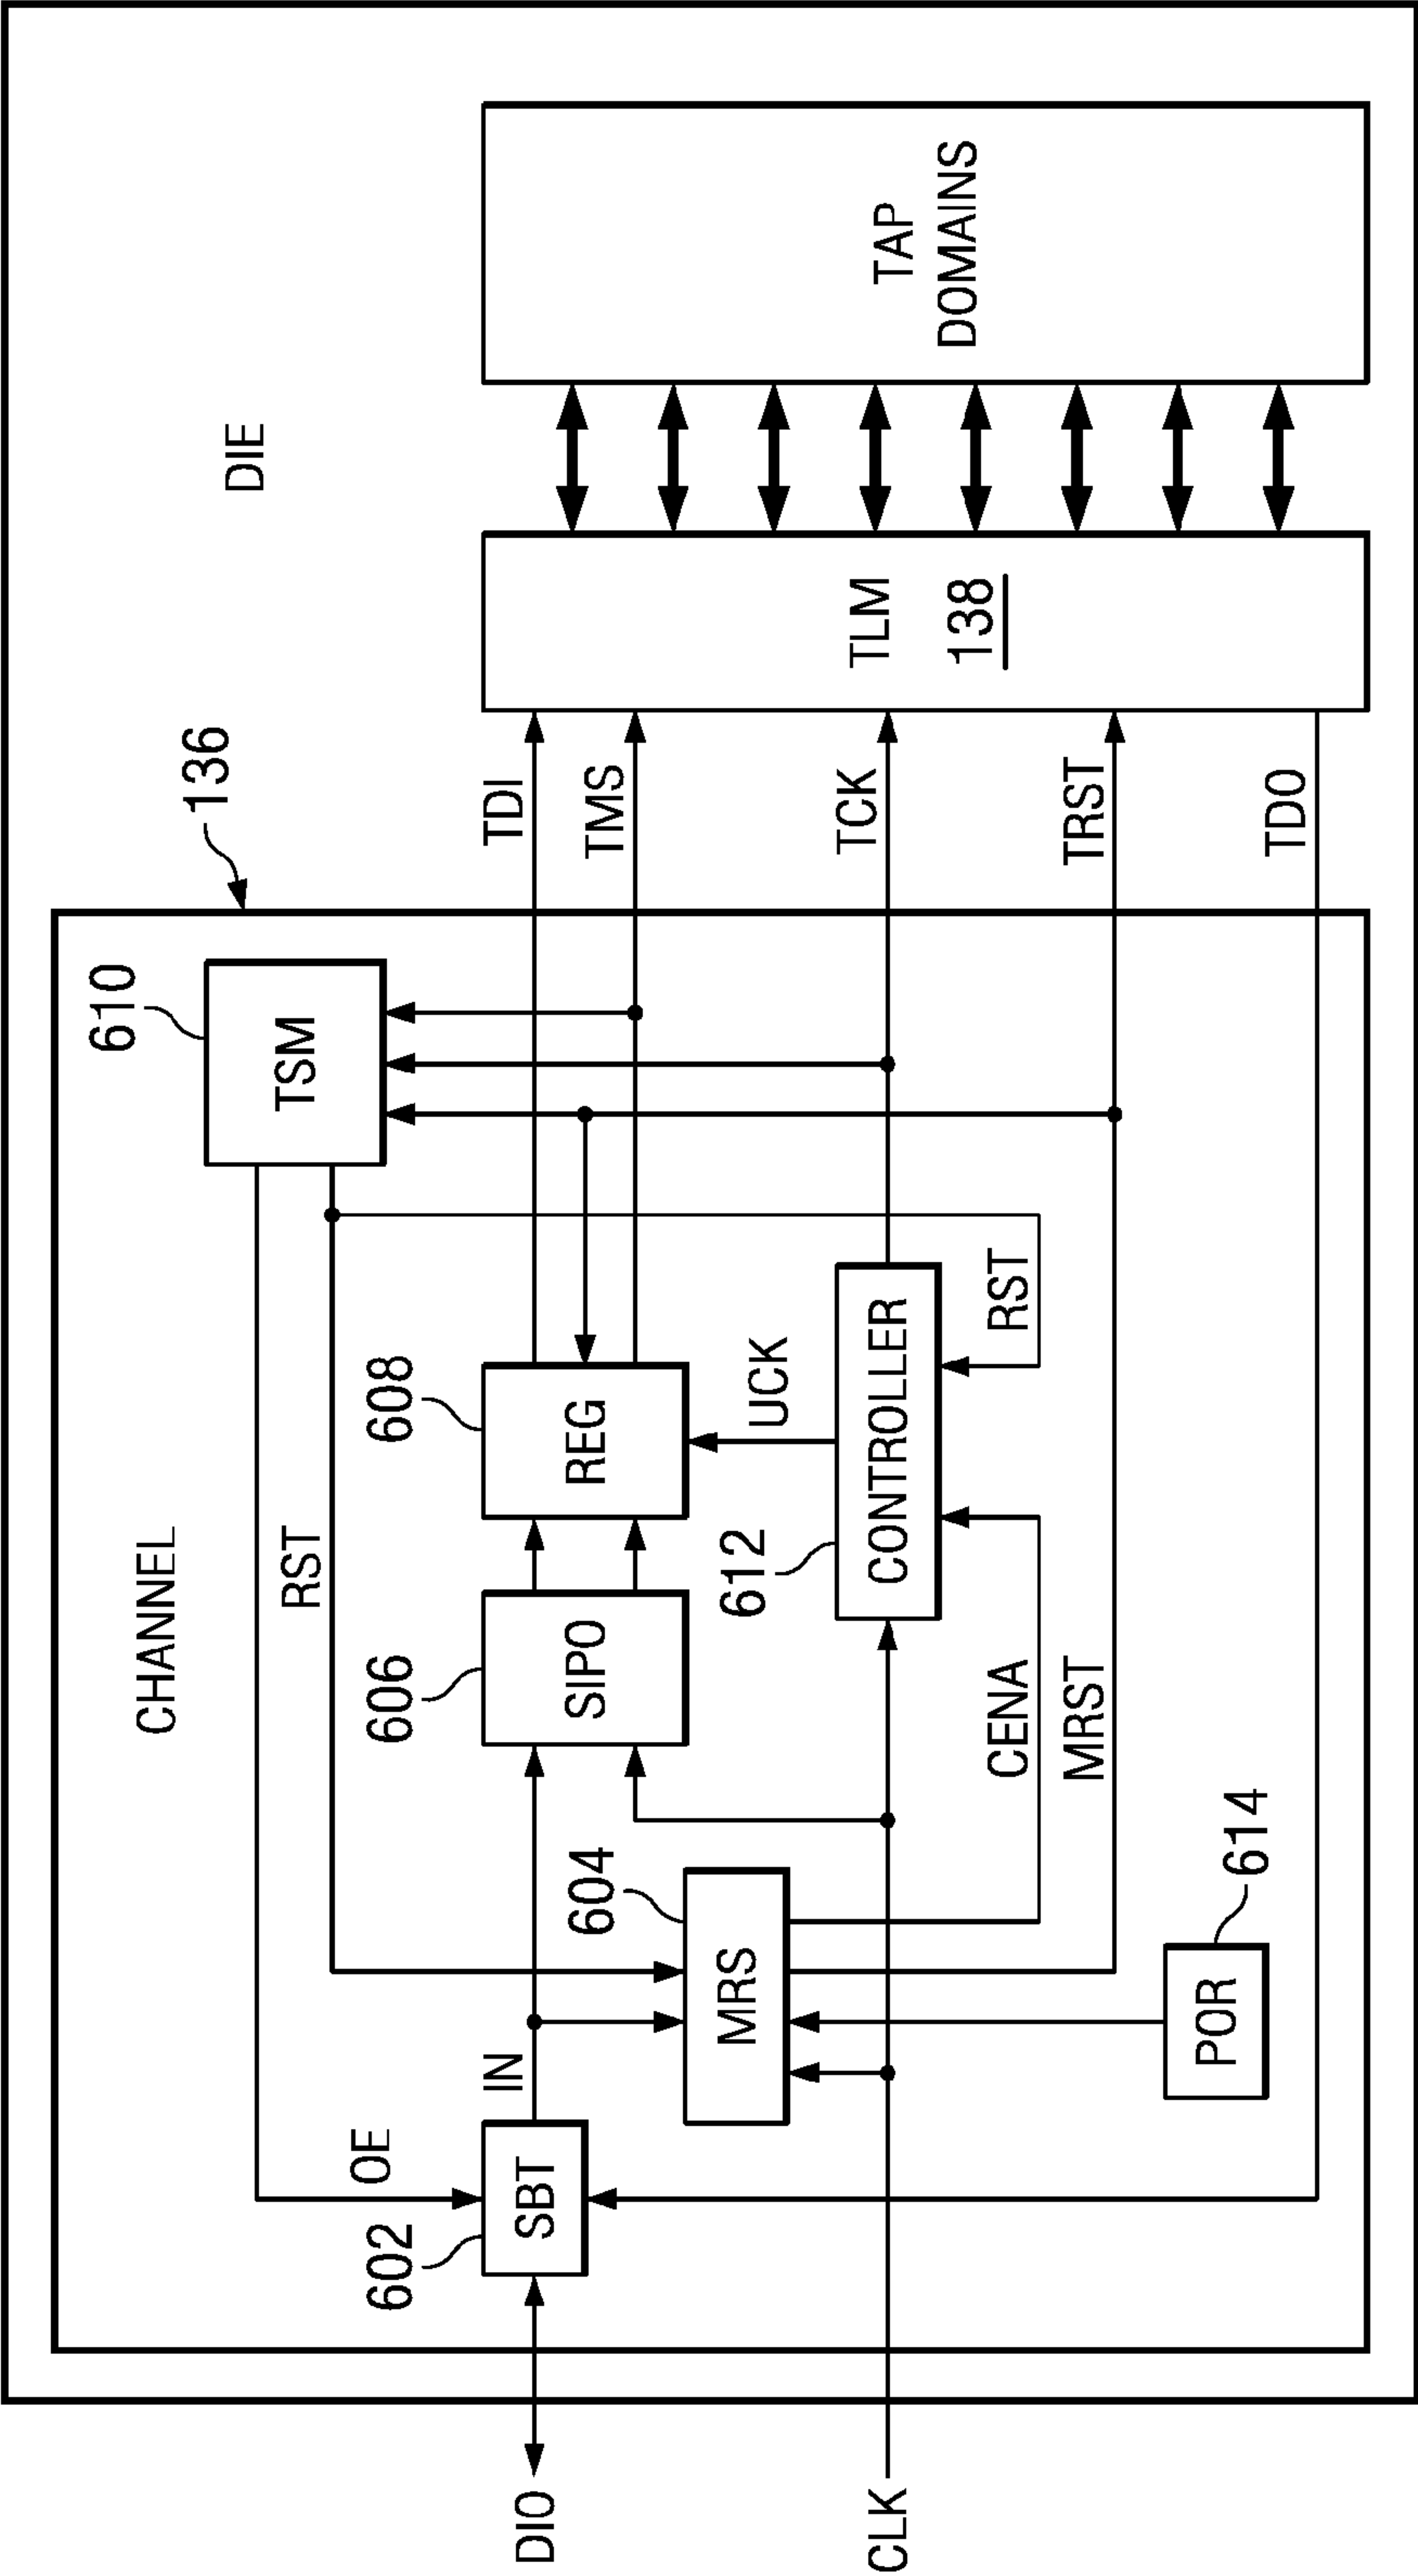 DIE
136
CHANNEL
610
TSM
RST
OE
602
SBT
DIO
IN
606
SIPO
608
REG
TDI
TMS
604
MRS
UCK
612
CONTROLLER
TCK
CLK
CENA
RST
MRST
TRST
614
POR
TDO
TLM
138
TAP
DOMAINS